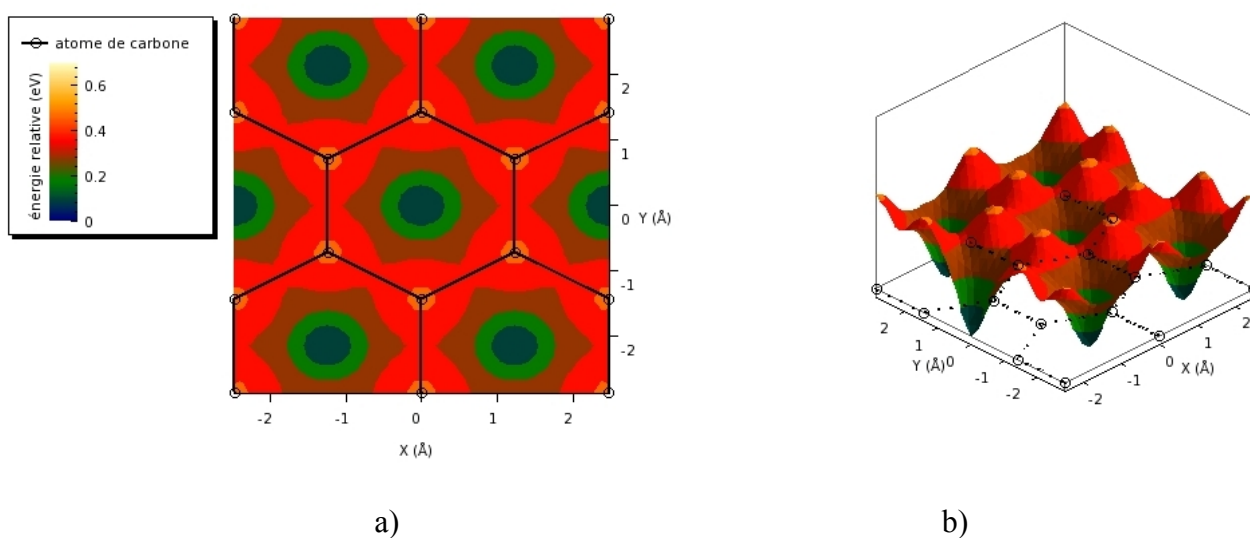 atome de carbone
énergie relative (eV)
0.6
0.4
0.2
0
2
1
0 Y (Å)
-1
-2
-2 -1 0 1 2
X (Å)
a)
2
1
Y (Å) 0
-1
-2
2
1
0 X (Å)
-1
-2
b)